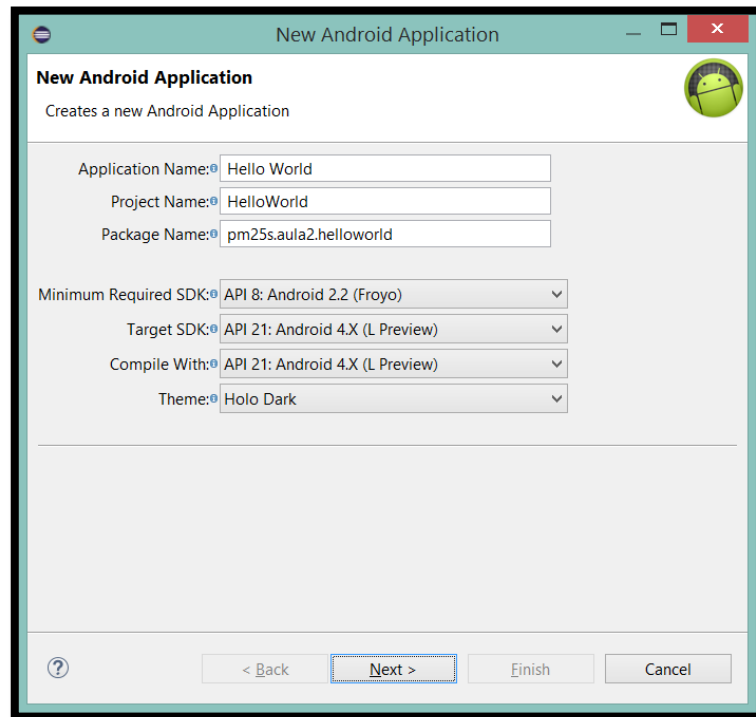 New Android Application
New Android Application
Creates a new Android Application
Application Name: Hello World
Project Name: HelloWorld
Package Name: pm25s.aula2.helloworld
Minimum Required SDK: API 8: Android 2.2 (Froyo)
Target SDK: API 21: Android 4.X (L Preview)
Compile With: API 21: Android 4.X (L Preview)
Theme: Holo Dark
? < Back Next > Finish Cancel